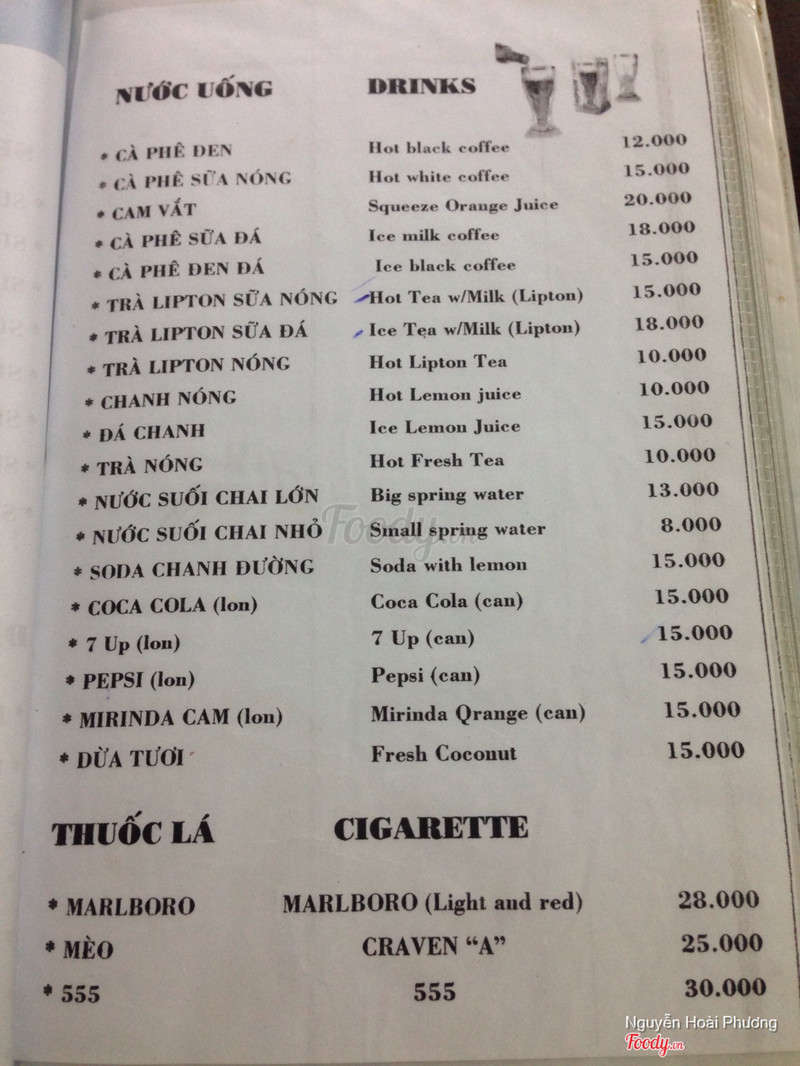 NƯỚC UỐNG DRINKS
* CÀ PHÊ ĐEN Hot black coffee 12.000
* CÀ PHÊ SỮA NÓNG Hot white coffee 15.000
* CAM VẮT Squeeze Orange Juice 20.000
* CÀ PHÊ SỮA ĐÁ Ice milk coffee 18.000
* CÀ PHÊ ĐEN ĐÁ Ice black coffee 15.000
* TRÀ LIPTON SỮA NÓNG Hot Tea w/Milk (Lipton) 15.000
* TRÀ LIPTON SỮA ĐÁ Ice Tea w/Milk (Lipton) 18.000
* TRÀ LIPTON NÓNG Hot Lipton Tea 10.000
* CHANH NÓNG Hot Lemon juice 10.000
* ĐÁ CHANH Ice Lemon Juice 15.000
* TRÀ NÓNG Hot Fresh Tea 10.000
* NƯỚC SUỐI CHAI LỚN Big spring water 13.000
* NƯỚC SUỐI CHAI NHỎ Small spring water 8.000
* SODA CHANH ĐƯỜNG Soda with lemon 15.000
* COCA COLA (lon) Coca Cola (can) 15.000
* 7 Up (lon) 7 Up (can) 15.000
* PEPSI (lon) Pepsi (can) 15.000
* MIRINDA CAM (lon) Mirinda Qrange (can) 15.000
* DỪA TƯƠI Fresh Coconut 15.000
THUỐC LÁ CIGARETTE
* MARLBORO MARLBORO (Light and red) 28.000
* MÈO CRAVEN “A” 25.000
* 555 555 30.000
Foody.vn
Nguyễn Hoài Phương
Foody.vn